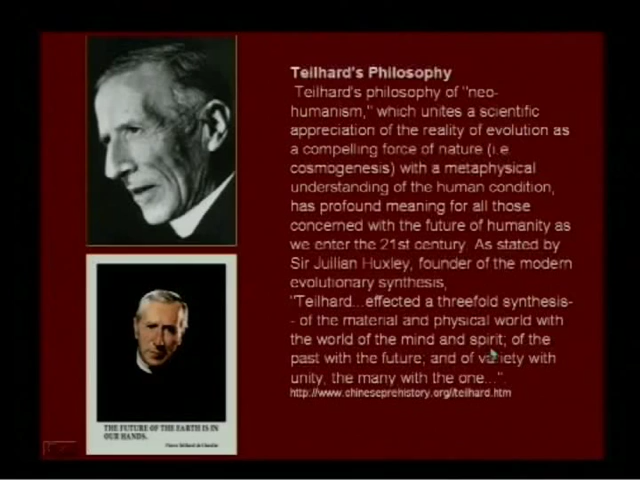 Teilhard's Philosophy
Teilhard's philosophy of "neo-
humanism," which unites a scientific
appreciation of the reality of evolution as
a compelling force of nature (i.e.
cosmogenesis) with a metaphysical
understanding of the human condition,
has profound meaning for all those
concerned with the future of humanity as
we enter the 21st century. As stated by
Sir Juilian Huxley, founder of the modern
evolutionary synthesis,
"Teilhard...effected a threefold synthesis-
- of the material and physical world with
the world of the mind and spirit; of the
past with the future; and of variety with
unity, the many with the one...".
http://www.chineseprehistory.org//teilhard.htm
THE FUTURE OF THE EARTH IS IN
OUR HANDS.
Pierre Teilhard de Chardin